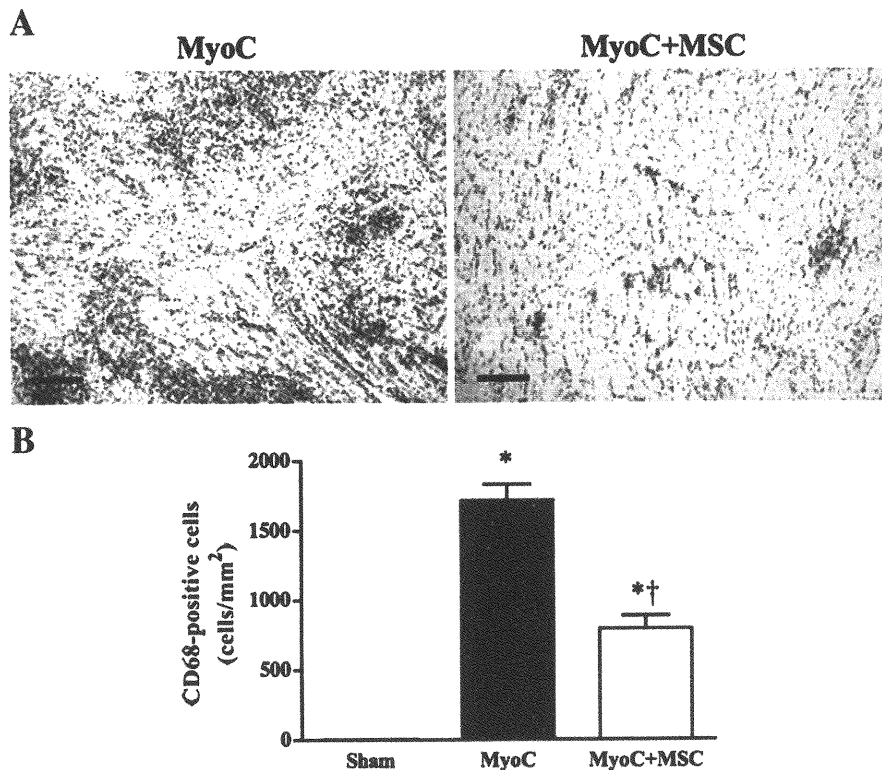 A
MyoC
MyoC+MSC
B
CD68-positive cells
(cells/mm²)
2000
1500
1000
500
0
*
*†
Sham
MyoC
MyoC+MSC